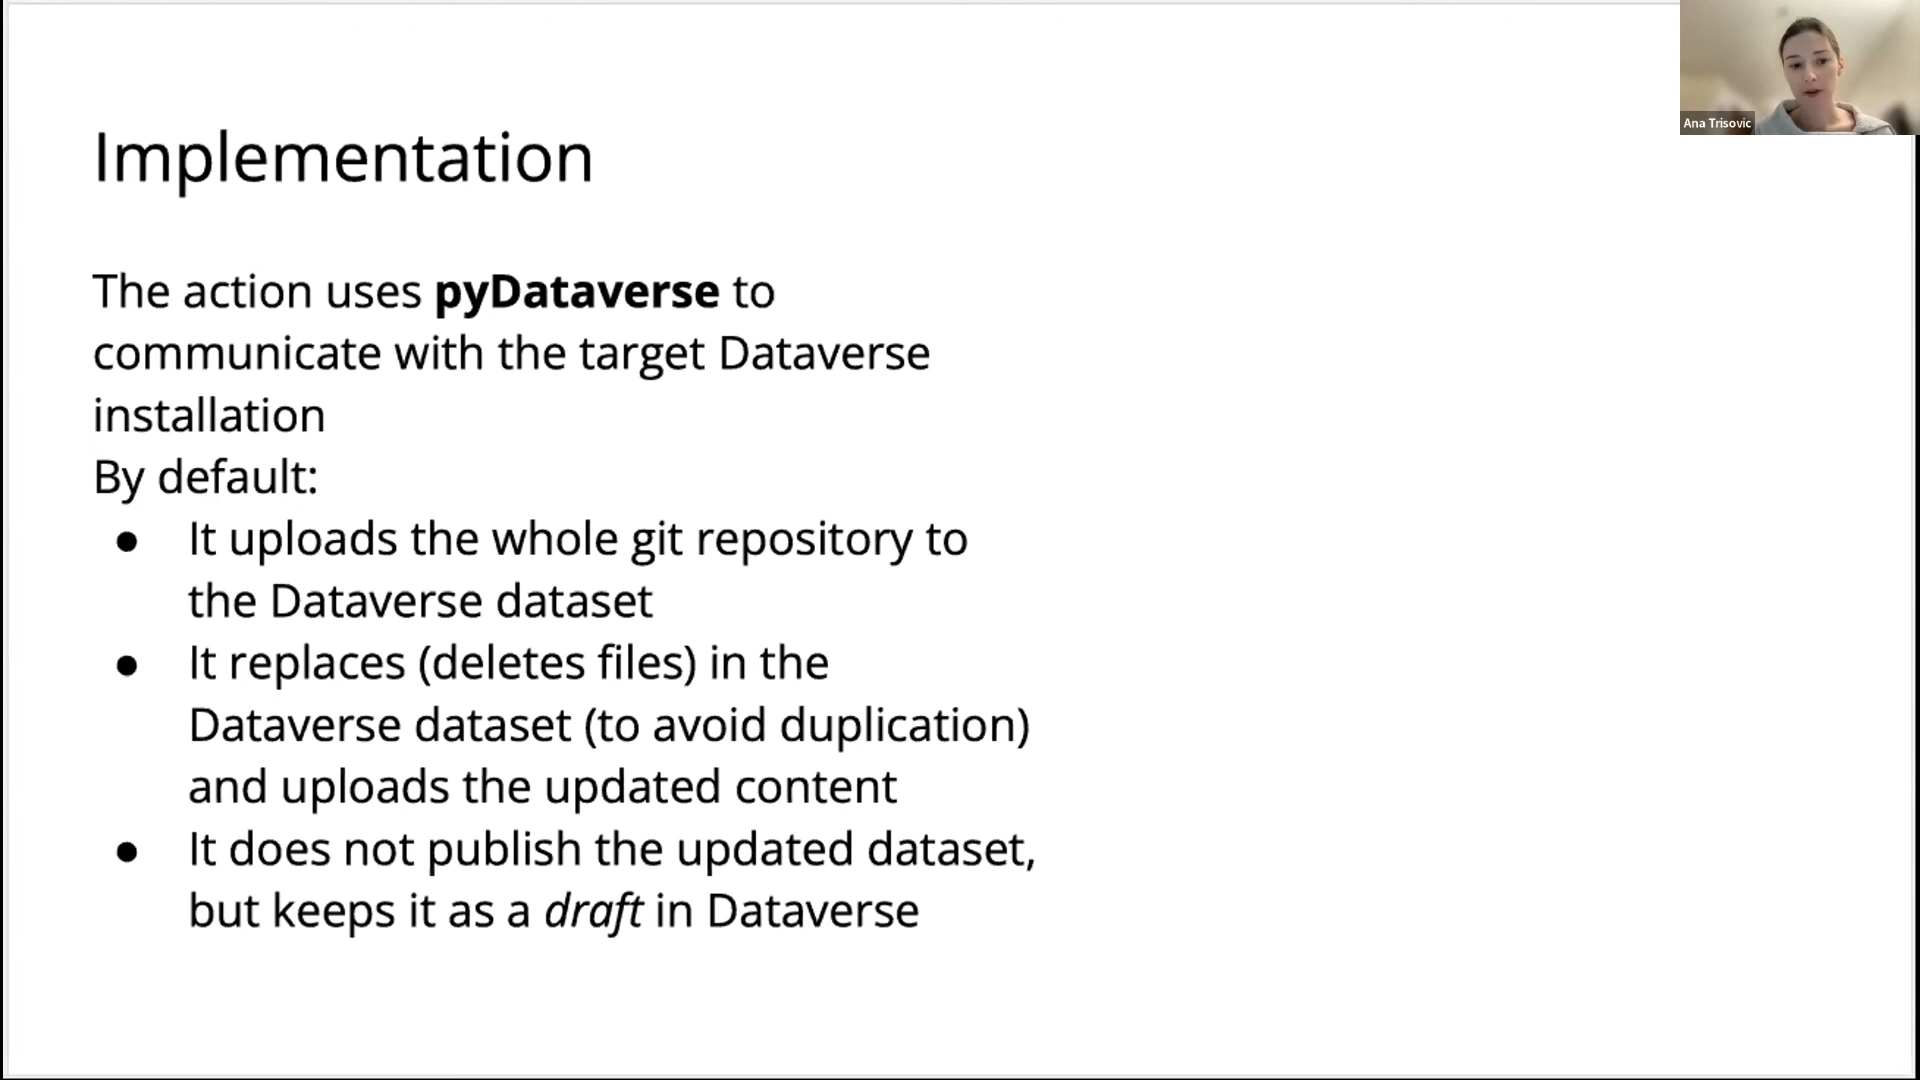 Ana Trisovic
Implementation
The action uses pyDataverse to
communicate with the target Dataverse
installation
By default:
● It uploads the whole git repository to
the Dataverse dataset
● It replaces (deletes files) in the
Dataverse dataset (to avoid duplication)
and uploads the updated content
● It does not publish the updated dataset,
but keeps it as a draft in Dataverse